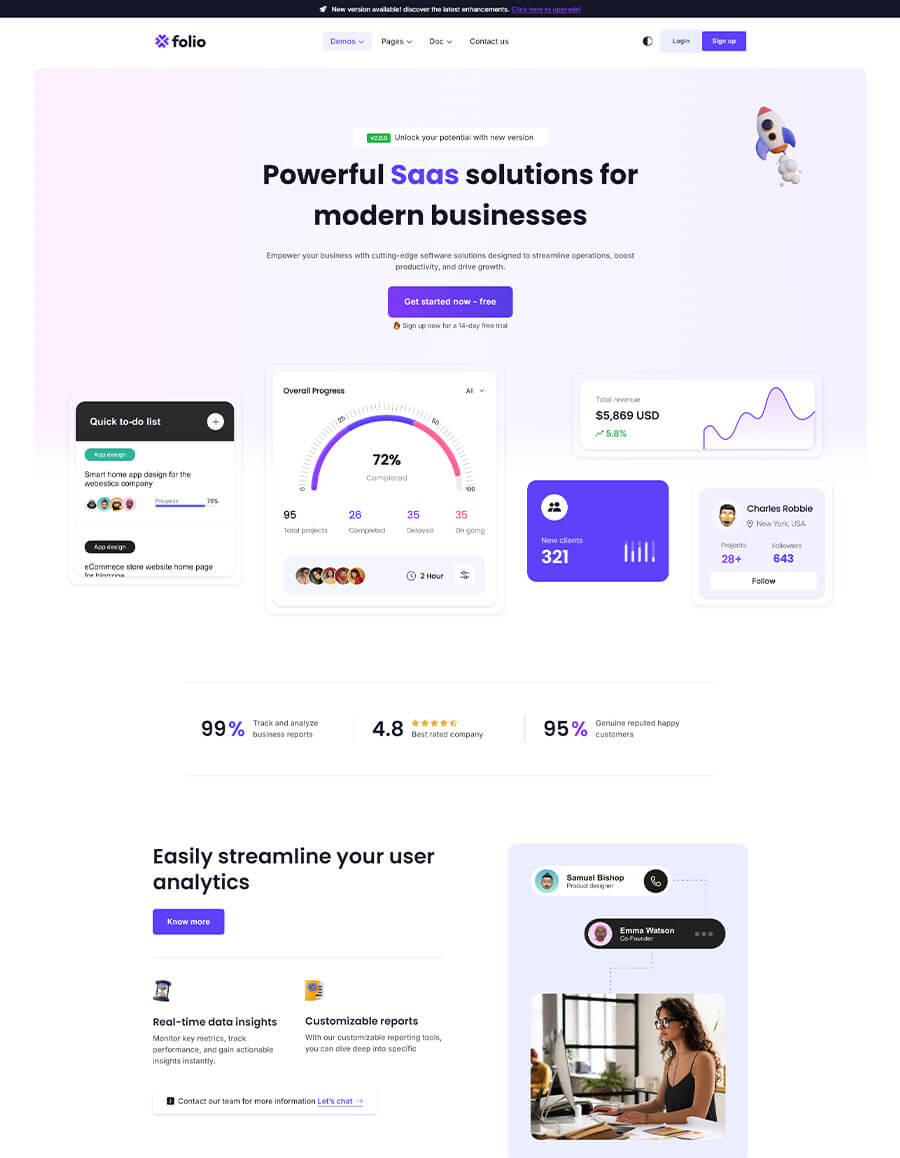 New version available! discover the latest enhancements. Click here to upgrade!
folio
Demos
Pages
Doc
Contact us
Login
Sign up
v2.0.0 Unlock your potential with new version
Powerful Saas solutions for
modern businesses
Empower your business with cutting-edge software solutions designed to streamline operations, boost
productivity, and drive growth.
Get started now - free
Sign up now for a 14-day free trial
Quick to-do list
App design
Smart home app design for the
webestica company
Progress 75%
App design
eCommece store website home page
for blogzine
Overall Progress
All
0
25
50
100
72%
Completed
95
Total projects
26
Completed
35
Delayed
35
On going
2 Hour
Total revenue
$5,869 USD
5.8%
New clients
321
Charles Robbie
New York, USA
Projects
28+
Followers
643
Follow
99%
Track and analyze
business reports
4.8
Best rated company
95%
Genuine reputed happy
customers
Easily streamline your user
analytics
Know more
Real-time data insights
Monitor key metrics, track
performance, and gain actionable
insights instantly.
Customizable reports
With our customizable reporting tools,
you can dive deep into specific
Contact our team for more information Let's chat →
Samuel Bishop
Product designer
Emma Watson
Co-Founder